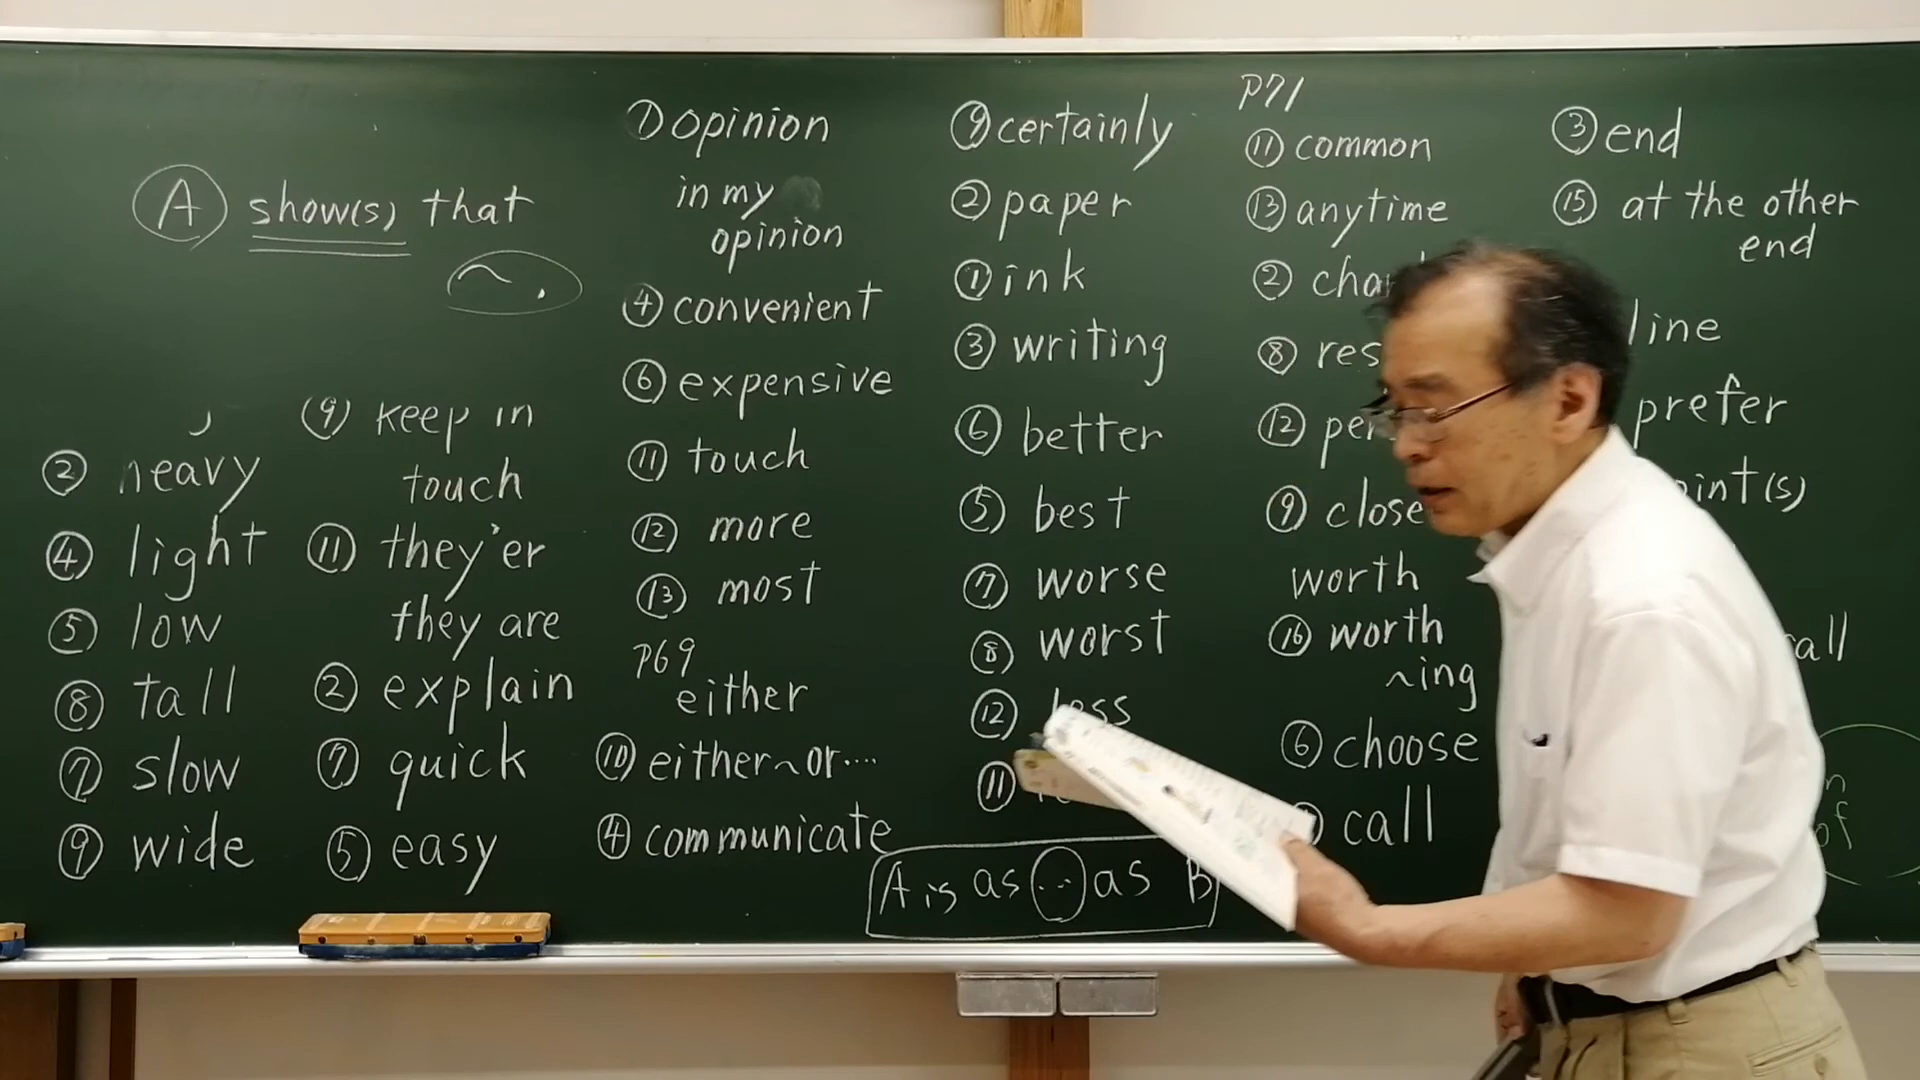 A show(s) that
~.
② heavy
④ light
⑤ low
⑧ tall
⑦ slow
⑨ wide
⑨ keep in
touch
⑪ they'er
they are
② explain
⑦ quick
⑤ easy
① opinion
in my
opinion
④ convenient
⑥ expensive
⑪ touch
⑫ more
⑬ most
P69
either
⑩ either~or....
④ communicate
⑨ certainly
② paper
① ink
③ writing
⑥ better
⑤ best
⑦ worse
⑧ worst
⑫ less
⑪
A is as ... as B
P71
⑪ common
⑬ anytime
②
⑧
⑫
⑨ close
worth
⑯ worth
~ing
⑥ choose
call
③ end
⑮ at the other
end
line
prefer
of